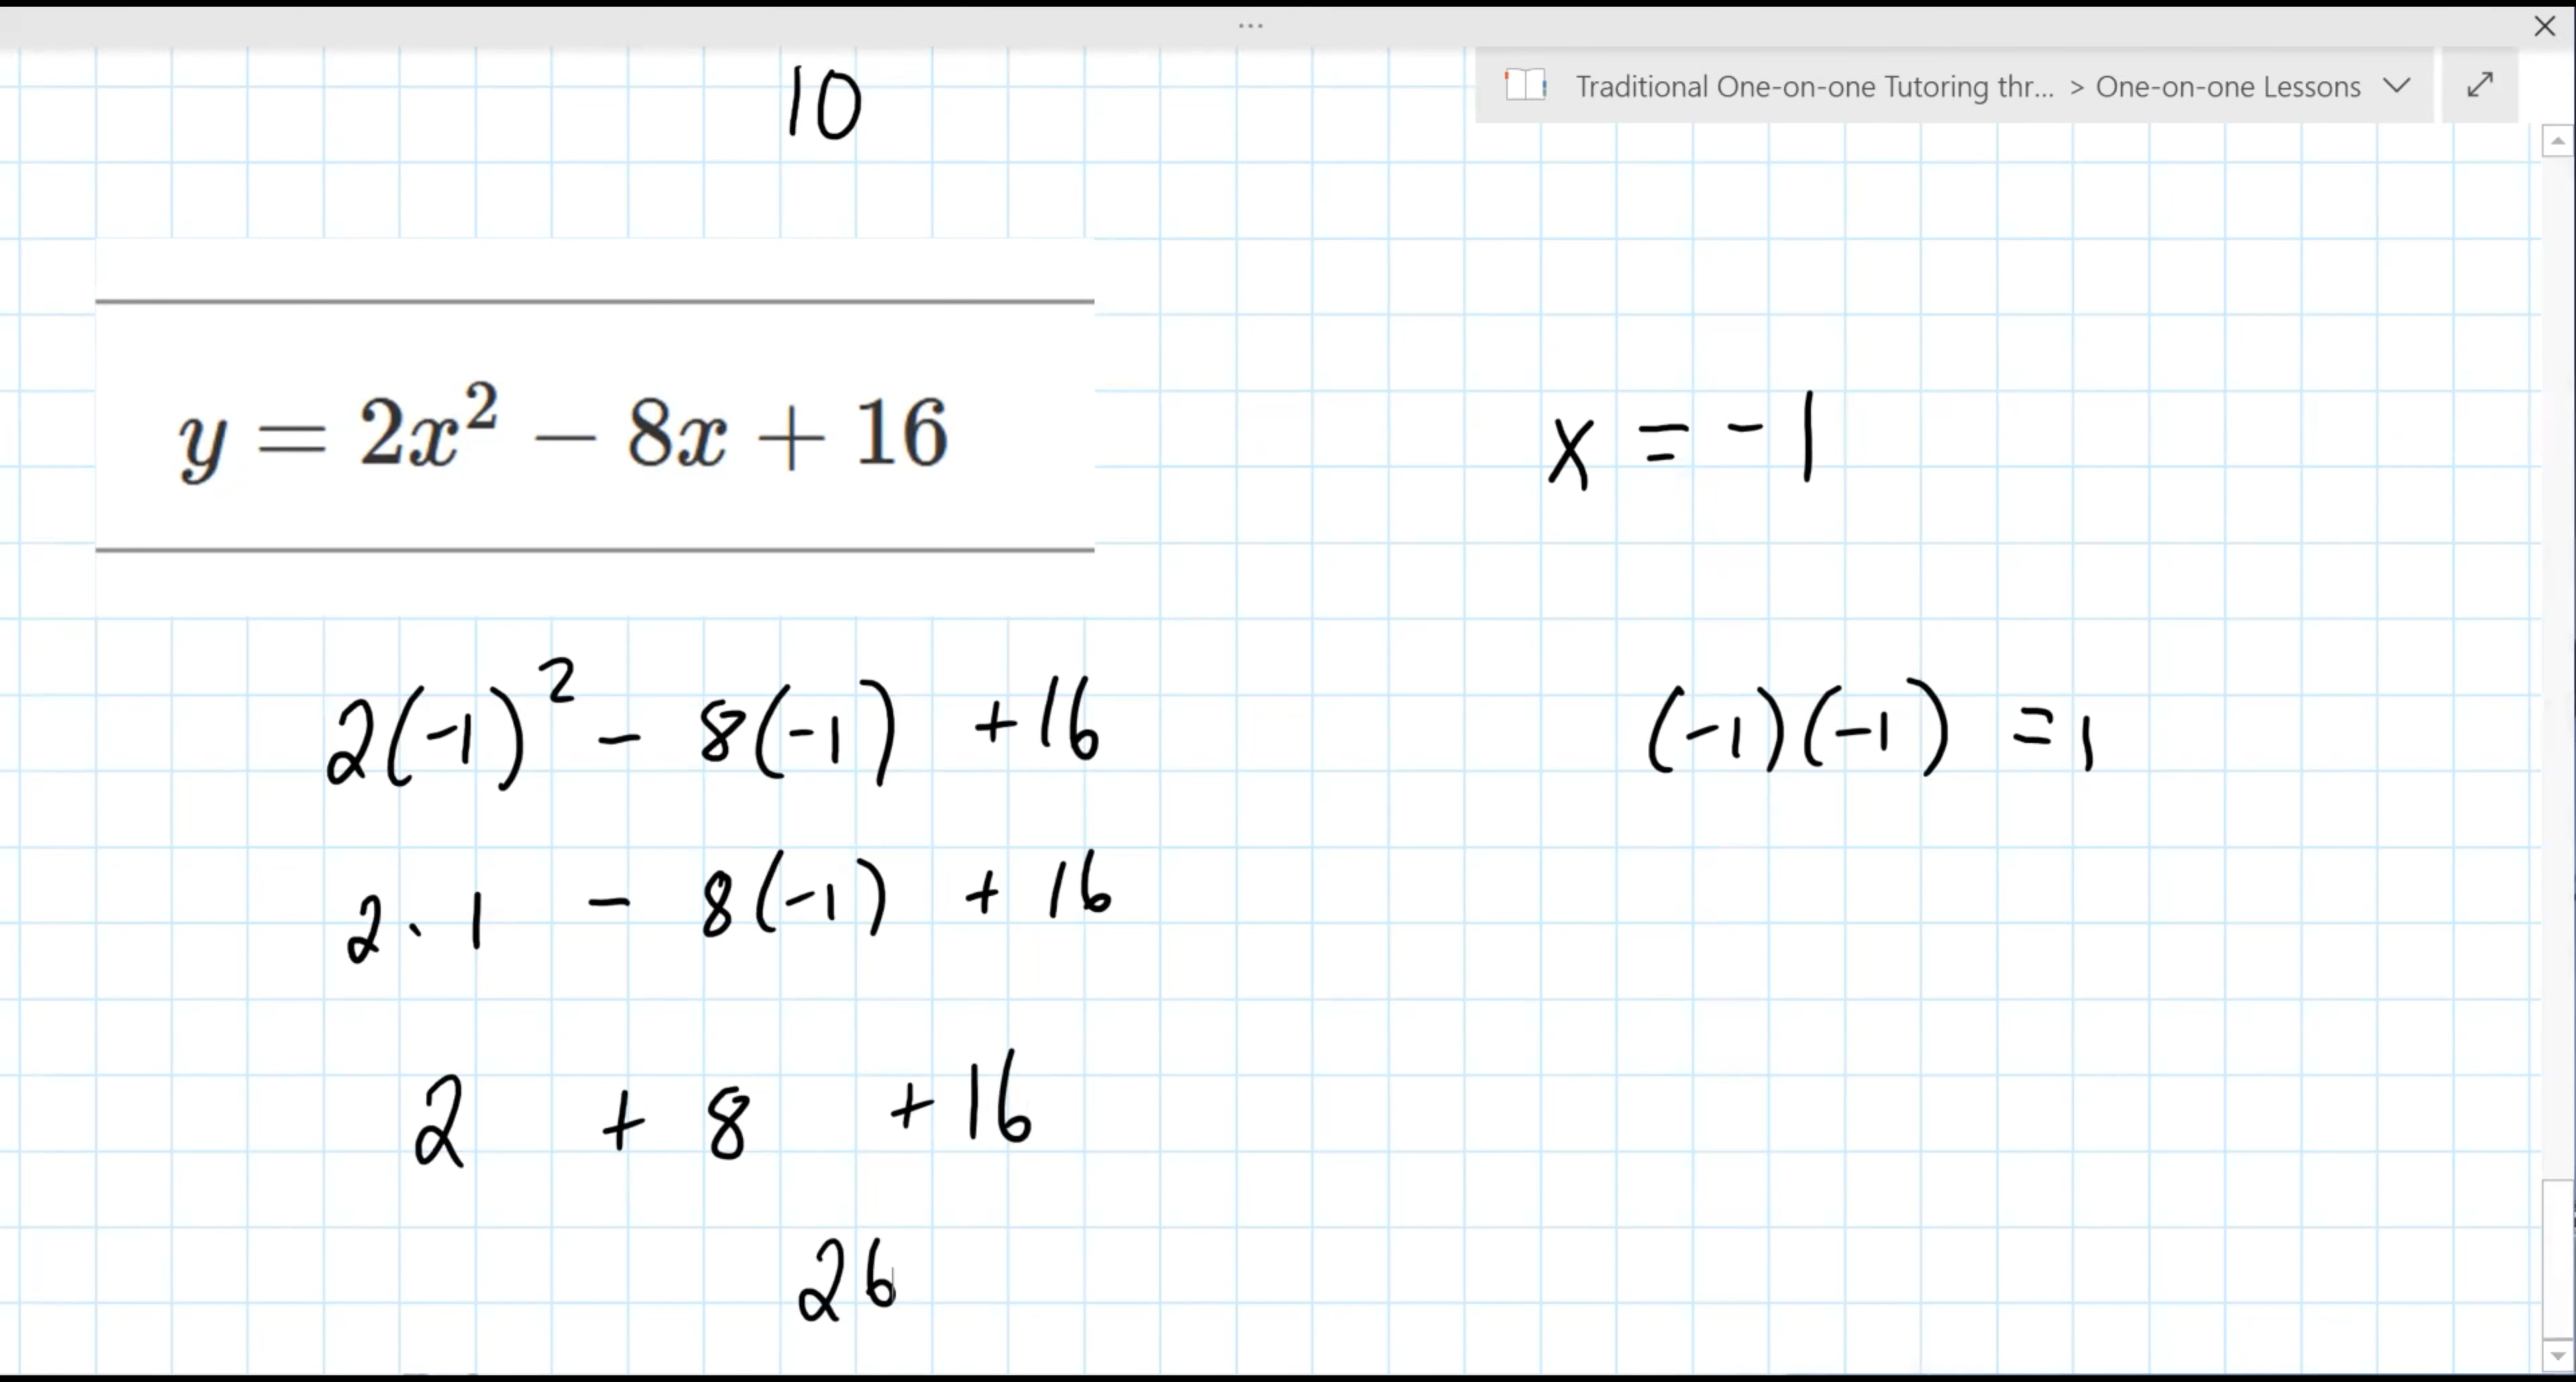 ...
Traditional One-on-one Tutoring thr... > One-on-one Lessons
10
y = 2x² − 8x + 16
x = -1
2(-1)² - 8(-1) +16
(-1)(-1) = 1
2 · 1 - 8(-1) + 16
2 + 8 +16
26